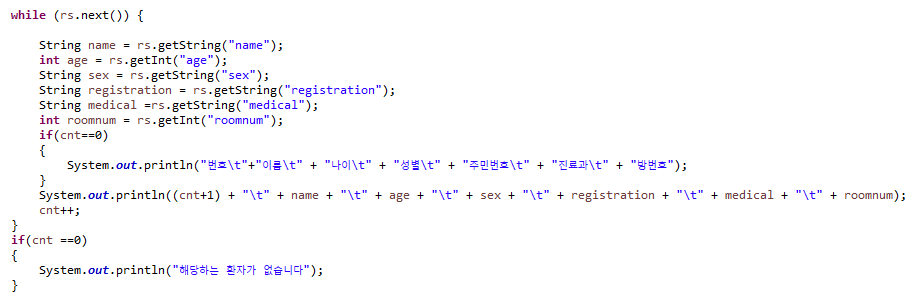 while (rs.next()) {
String name = rs.getString("name");
int age = rs.getInt("age");
String sex = rs.getString("sex");
String registration = rs.getString("registration");
String medical =rs.getString("medical");
int roomnum = rs.getInt("roomnum");
if(cnt==0)
{
System.out.println("번호\t"+"이름\t" + "나이\t" + "성별\t" + "주민번호\t" + "진료과\t" + "방번호");
}
System.out.println((cnt+1) + "\t" + name + "\t" + age + "\t" + sex + "\t" + registration + "\t" + medical + "\t" + roomnum);
cnt++;
}
if(cnt ==0)
{
System.out.println("해당하는 환자가 없습니다");
}